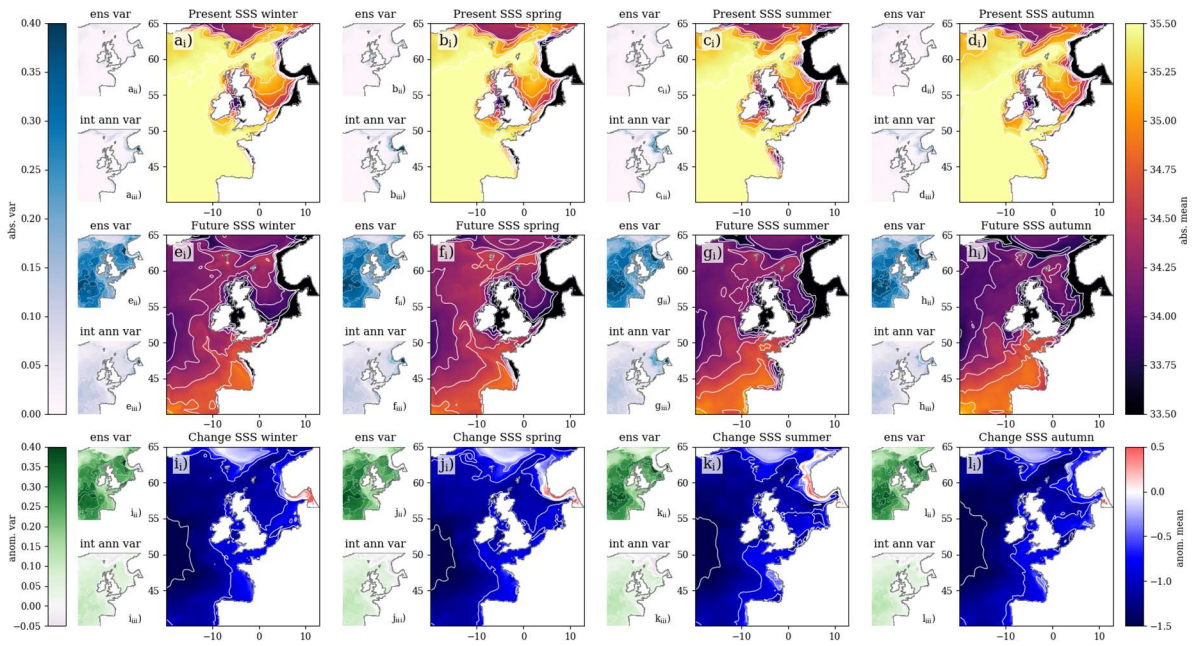 0.40
0.35
0.30
0.25
0.20
0.15
0.10
0.05
0.00
abs. var
ens var
a_ii)
int ann var
a_iii)
Present SSS winter
a_i)
65
60
55
50
45
−10 0 10
ens var
b_ii)
int ann var
b_iii)
Present SSS spring
b_i)
65
60
55
50
45
−10 0 10
ens var
c_ii)
int ann var
c_iii)
Present SSS summer
c_i)
65
60
55
50
45
−10 0 10
ens var
d_ii)
int ann var
d_iii)
Present SSS autumn
d_i)
65
60
55
50
45
−10 0 10
35.50
35.25
35.00
34.75
34.50
34.25
34.00
33.75
33.50
abs. mean
ens var
e_ii)
int ann var
e_iii)
Future SSS winter
e_i)
65
60
55
50
45
−10 0 10
ens var
f_ii)
int ann var
f_iii)
Future SSS spring
f_i)
65
60
55
50
45
−10 0 10
ens var
g_ii)
int ann var
g_iii)
Future SSS summer
g_i)
65
60
55
50
45
−10 0 10
ens var
h_ii)
int ann var
h_iii)
Future SSS autumn
h_i)
65
60
55
50
45
−10 0 10
0.40
0.35
0.30
0.25
0.20
0.15
0.10
0.05
0.00
−0.05
anom. var
ens var
i_ii)
int ann var
i_iii)
Change SSS winter
i_i)
65
60
55
50
45
40
−10 0 10
ens var
j_ii)
int ann var
j_iii)
Change SSS spring
j_i)
65
60
55
50
45
40
−10 0 10
ens var
k_ii)
int ann var
k_iii)
Change SSS summer
k_i)
65
60
55
50
45
40
−10 0 10
ens var
l_ii)
int ann var
l_iii)
Change SSS autumn
l_i)
65
60
55
50
45
40
−10 0 10
0.5
0.0
−0.5
−1.0
−1.5
anom. mean